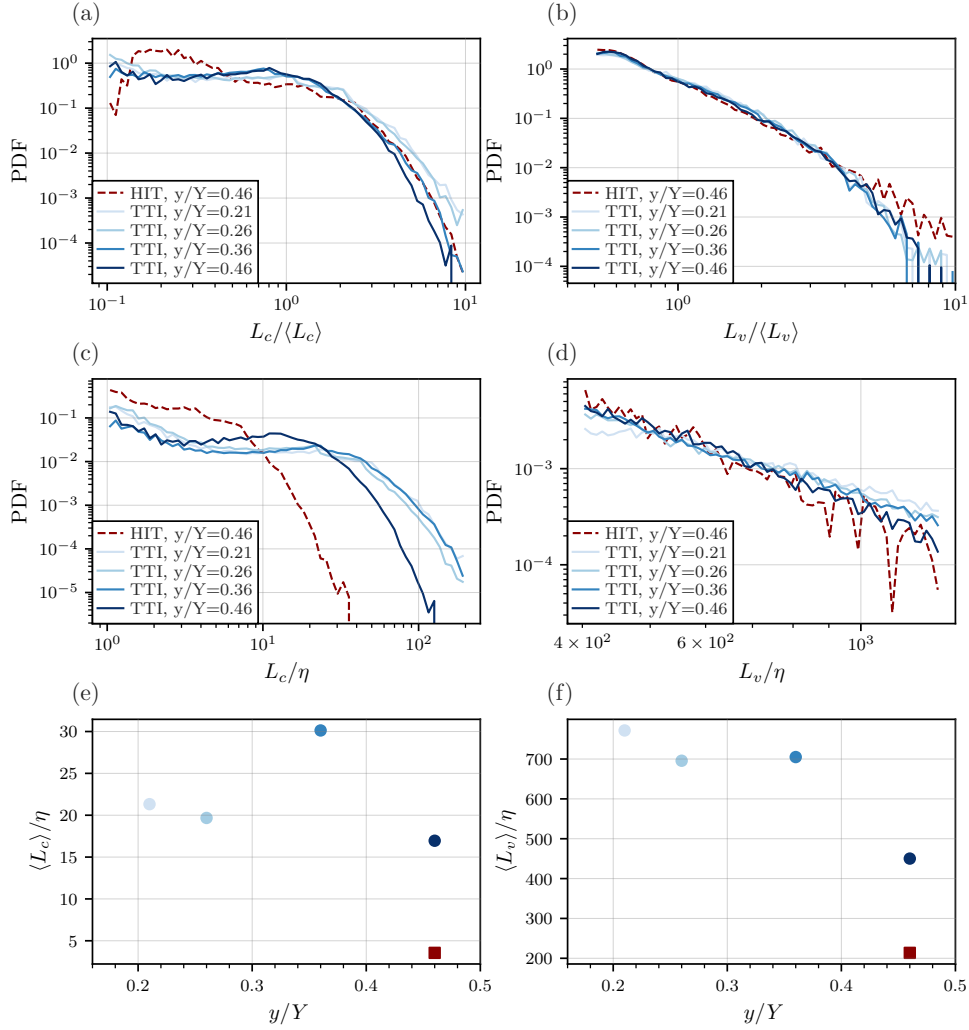 (a)
10^0
10^{-1}
10^{-2}
10^{-3}
10^{-4}
PDF
HIT, y/Y=0.46
TTI, y/Y=0.21
TTI, y/Y=0.26
TTI, y/Y=0.36
TTI, y/Y=0.46
10^{-1} 10^0 10^1
L_c/⟨L_c⟩
(b)
10^0
10^{-1}
10^{-2}
10^{-3}
10^{-4}
PDF
HIT, y/Y=0.46
TTI, y/Y=0.21
TTI, y/Y=0.26
TTI, y/Y=0.36
TTI, y/Y=0.46
10^0 10^1
L_v/⟨L_v⟩
(c)
10^{-1}
10^{-2}
10^{-3}
10^{-4}
10^{-5}
PDF
HIT, y/Y=0.46
TTI, y/Y=0.21
TTI, y/Y=0.26
TTI, y/Y=0.36
TTI, y/Y=0.46
10^0 10^1 10^2
L_c/η
(d)
10^{-3}
10^{-4}
PDF
HIT, y/Y=0.46
TTI, y/Y=0.21
TTI, y/Y=0.26
TTI, y/Y=0.36
TTI, y/Y=0.46
4 × 10^2 6 × 10^2 10^3
L_v/η
(e)
30
25
20
15
10
5
⟨L_c⟩/η
0.2 0.3 0.4 0.5
y/Y
(f)
700
600
500
400
300
200
⟨L_v⟩/η
0.2 0.3 0.4 0.5
y/Y